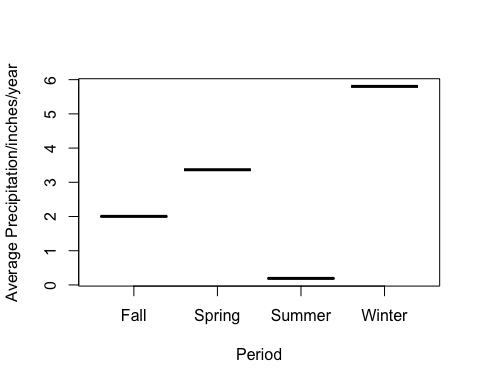 Average Precipitation/inches/year
6
5
4
3
2
1
0
Fall Spring Summer Winter
Period